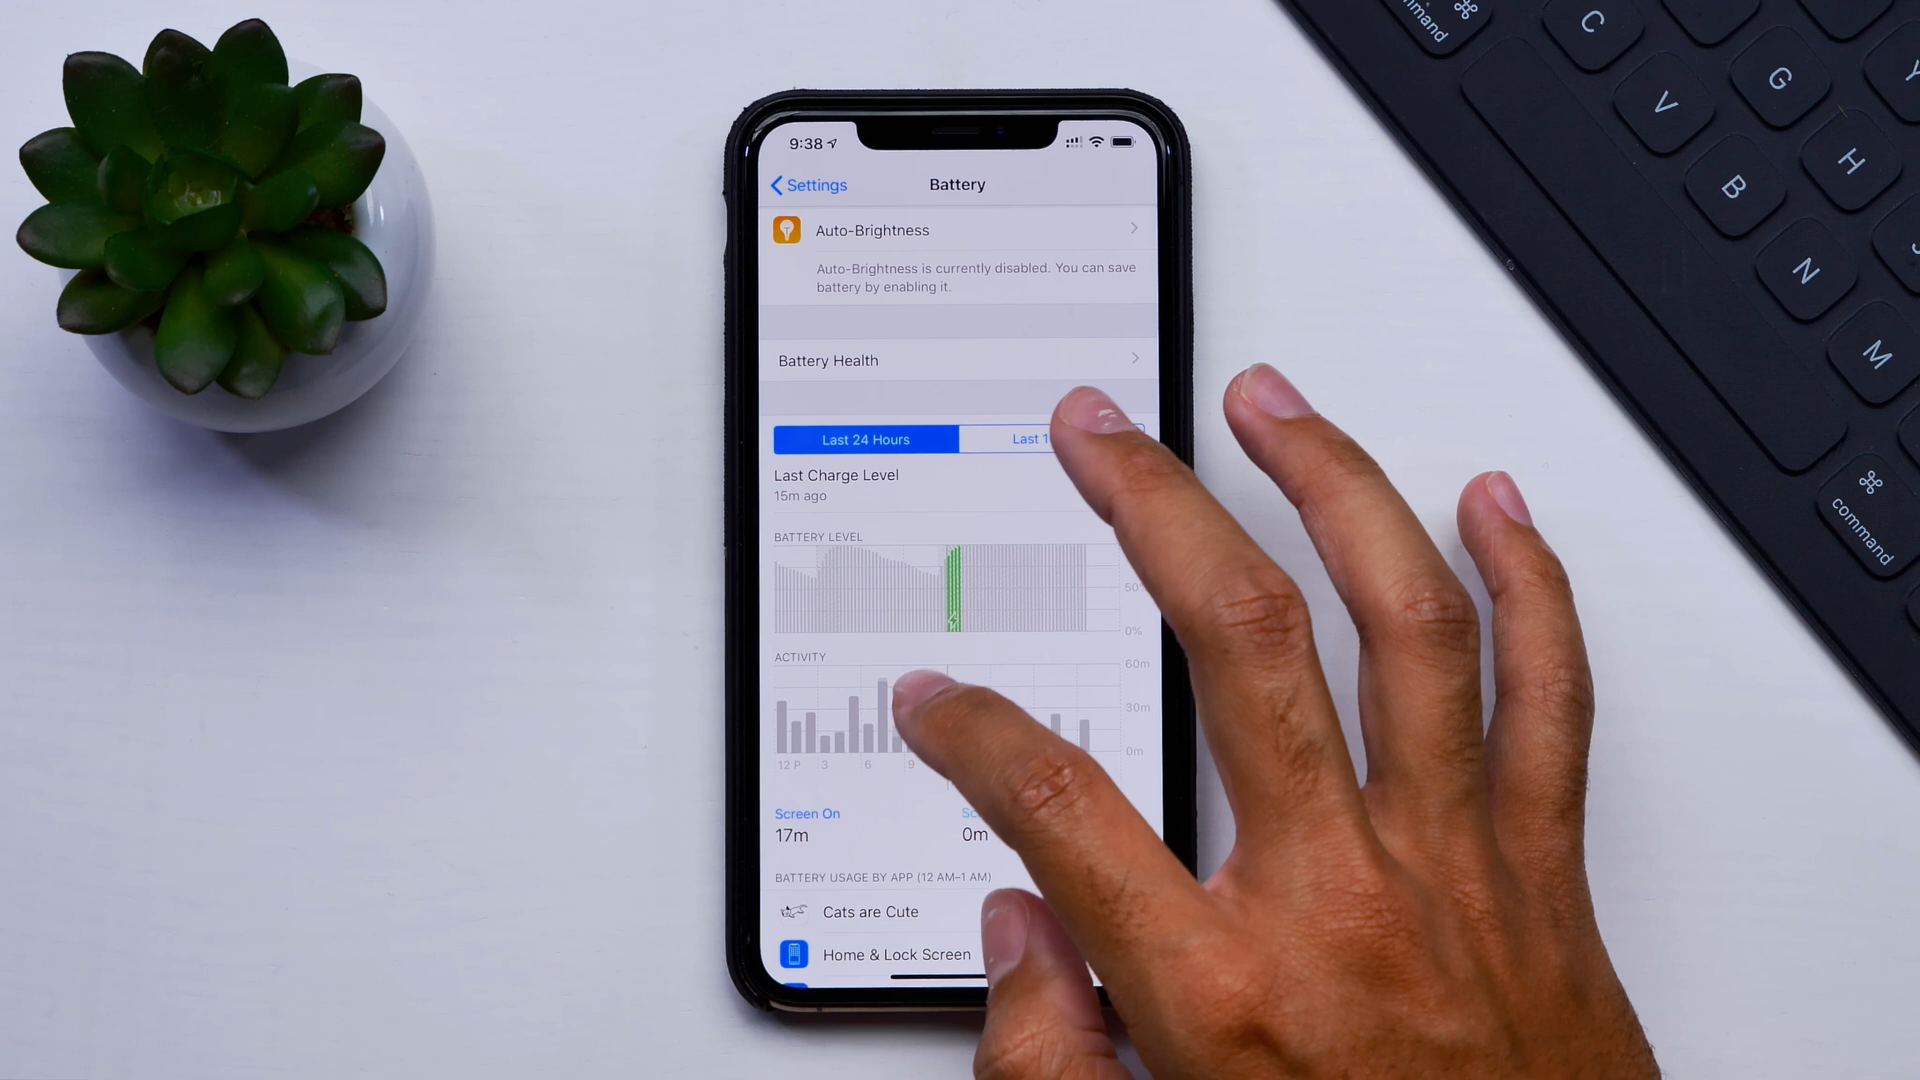 9:38
Settings
Battery
Auto-Brightness
Auto-Brightness is currently disabled. You can save
battery by enabling it.
Battery Health
Last 24 Hours
Last 1
Last Charge Level
15m ago
BATTERY LEVEL
50%
0%
ACTIVITY
60m
30m
0m
12 P
3
6
9
Screen On
17m
0m
BATTERY USAGE BY APP (12 AM–1 AM)
Cats are Cute
Home & Lock Screen
⌘
C
V
G
B
H
N
M
Y
⌘
command